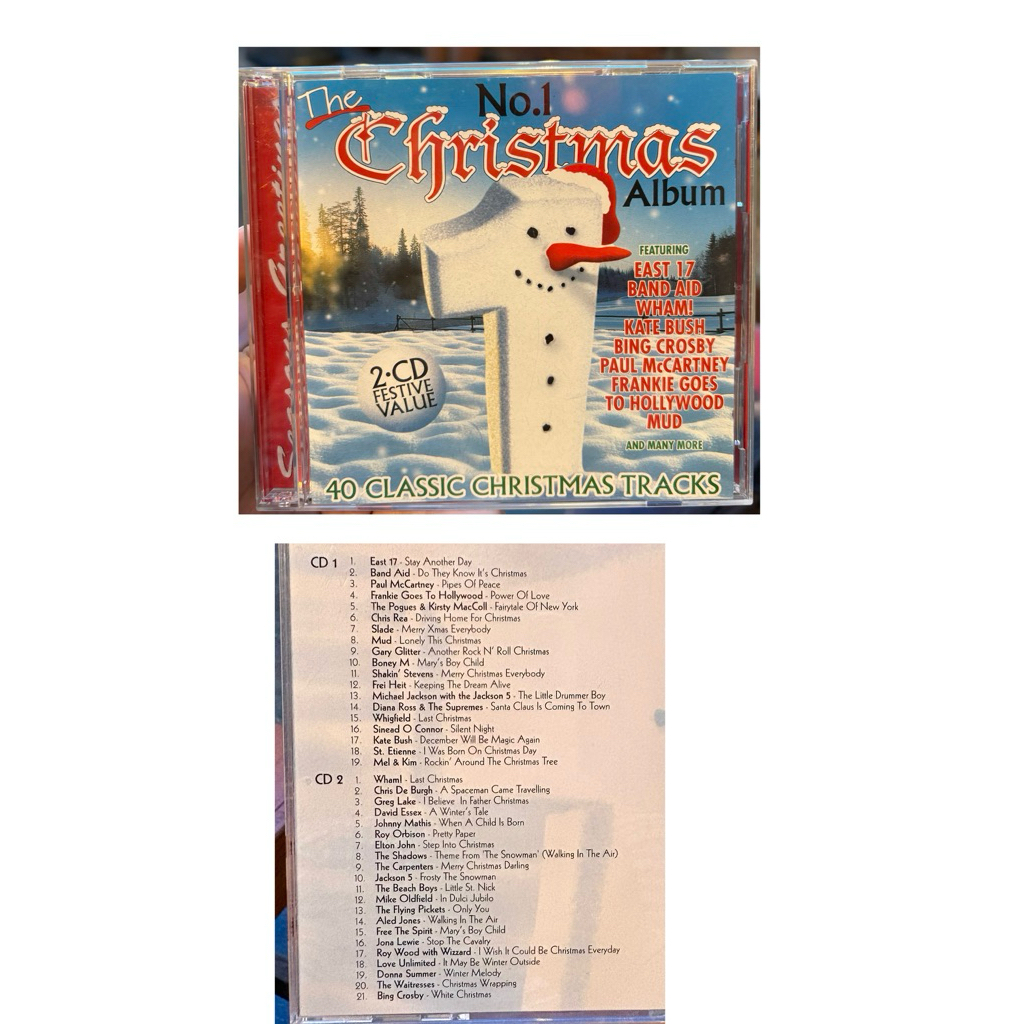 The
No.1
Christmas
Album
FEATURING
EAST 17
BAND AID
WHAM!
KATE BUSH
BING CROSBY
PAUL McCARTNEY
FRANKIE GOES
TO HOLLYWOOD
MUD
AND MANY MORE
2•CD
FESTIVE
VALUE
40 CLASSIC CHRISTMAS TRACKS
Seasons Greetings
CD 1 1. East 17 - Stay Another Day
2. Band Aid - Do They Know It's Christmas
3. Paul McCartney - Pipes Of Peace
4. Frankie Goes To Hollywood - Power Of Love
5. The Pogues & Kirsty MacColl - Fairytale Of New York
6. Chris Rea - Driving Home For Christmas
7. Slade - Merry Xmas Everybody
8. Mud - Lonely This Christmas
9. Gary Glitter - Another Rock N' Roll Christmas
10. Boney M - Mary's Boy Child
11. Shakin' Stevens - Merry Christmas Everybody
12. Frei Heit - Keeping The Dream Alive
13. Michael Jackson with the Jackson 5 - The Little Drummer Boy
14. Diana Ross & The Supremes - Santa Claus Is Coming To Town
15. Whigfield - Last Christmas
16. Sinead O Connor - Silent Night
17. Kate Bush - December Will Be Magic Again
18. St. Etienne - I Was Born On Christmas Day
19. Mel & Kim - Rockin' Around The Christmas Tree
CD 2 1. Wham! - Last Christmas
2. Chris De Burgh - A Spaceman Came Travelling
3. Greg Lake - I Believe In Father Christmas
4. David Essex - A Winter's Tale
5. Johnny Mathis - When A Child Is Born
6. Roy Orbison - Pretty Paper
7. Elton John - Step Into Christmas
8. The Shadows - Theme From 'The Snowman' (Walking In The Air)
9. The Carpenters - Merry Christmas Darling
10. Jackson 5 - Frosty The Snowman
11. The Beach Boys - Little St. Nick
12. Mike Oldfield - In Dulci Jubilo
13. The Flying Pickets - Only You
14. Aled Jones - Walking In The Air
15. Free The Spirit - Mary's Boy Child
16. Jona Lewie - Stop The Cavalry
17. Roy Wood with Wizzard - I Wish It Could Be Christmas Everyday
18. Love Unlimited - It May Be Winter Outside
19. Donna Summer - Winter Melody
20. The Waitresses - Christmas Wrapping
21. Bing Crosby - White Christmas